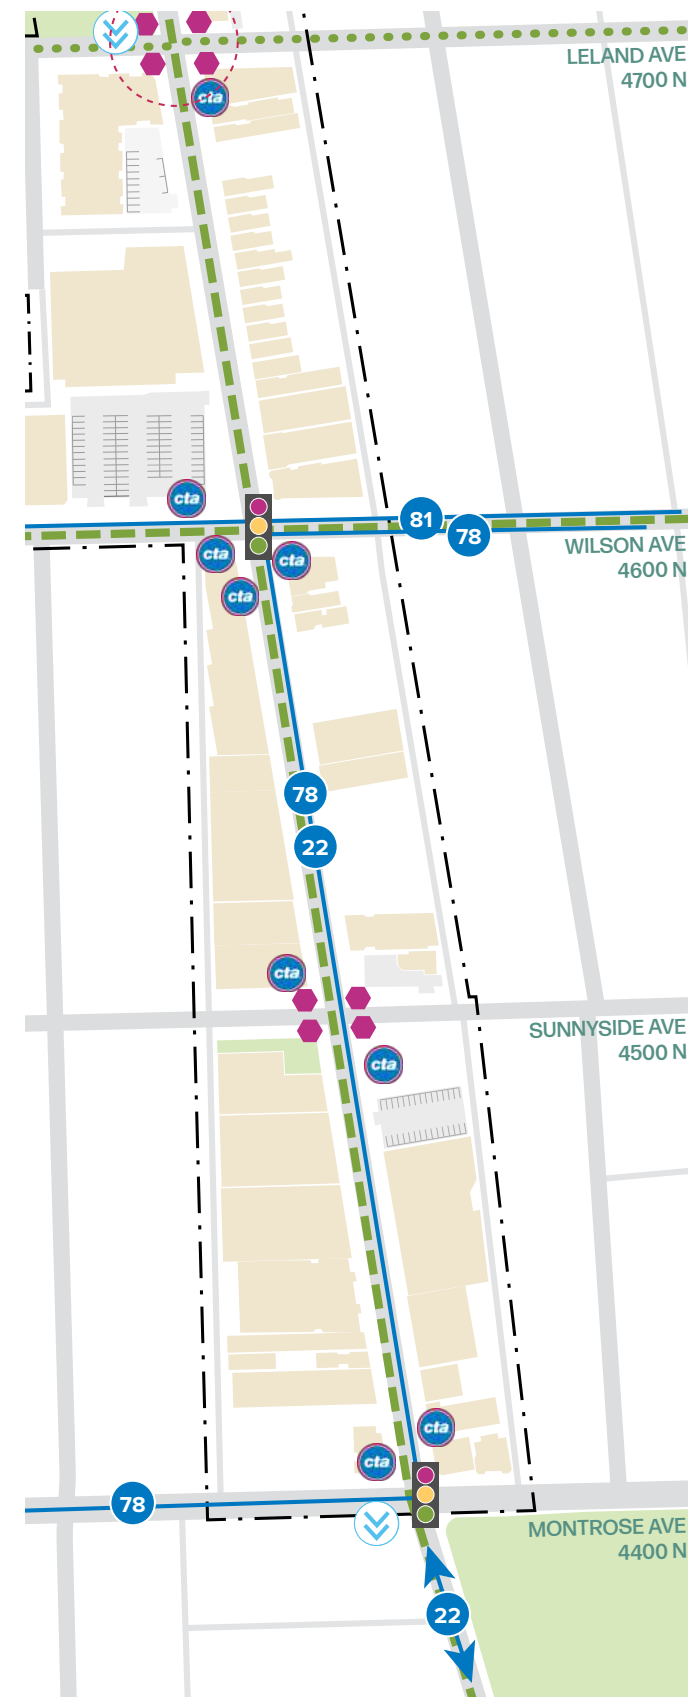 LELAND AVE
4700 N
cta
cta
81
78
WILSON AVE
4600 N
cta
cta
cta
78
22
cta
SUNNYSIDE AVE
4500 N
cta
cta
cta
78
MONTROSE AVE
4400 N
22